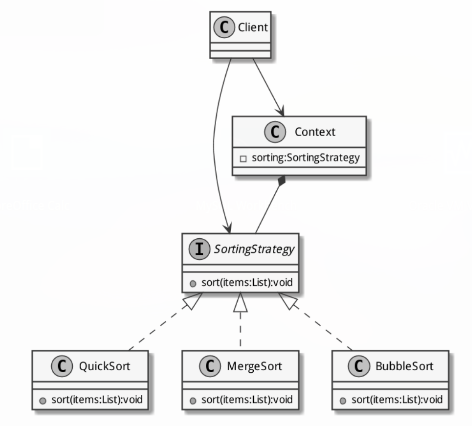 C Client
C Context
sorting:SortingStrategy
I SortingStrategy
sort(items:List):void
C QuickSort
sort(items:List):void
C MergeSort
sort(items:List):void
C BubbleSort
sort(items:List):void